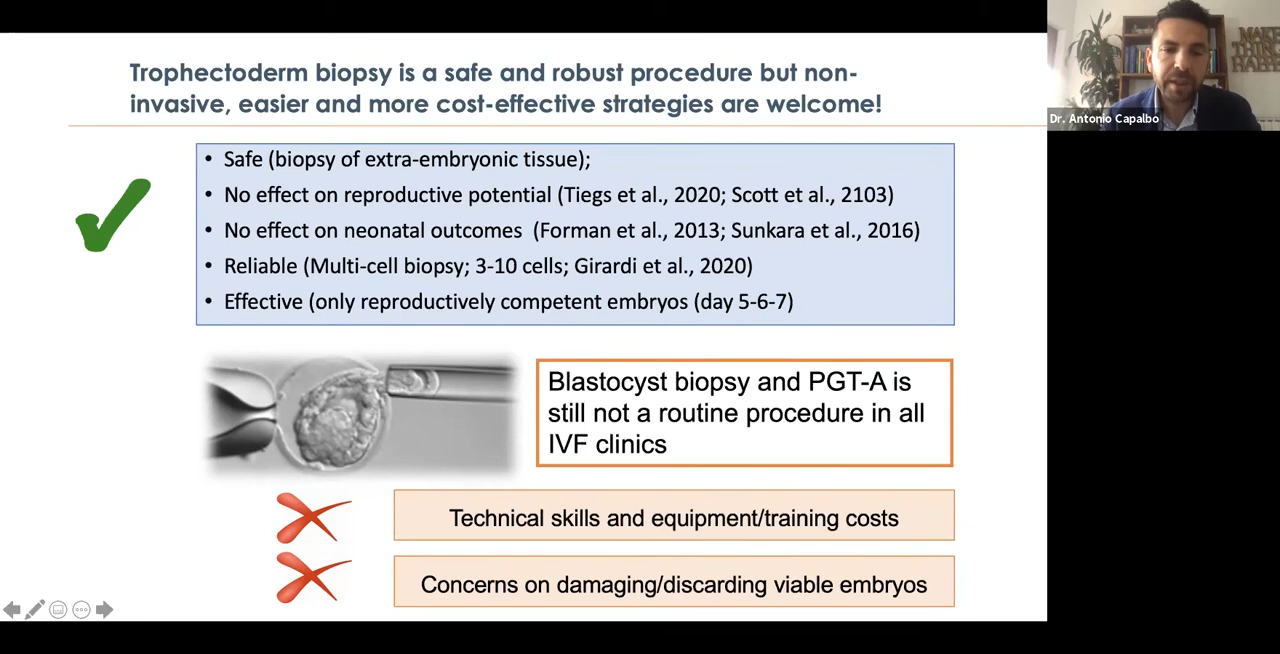 Trophectoderm biopsy is a safe and robust procedure but non-
invasive, easier and more cost-effective strategies are welcome!
• Safe (biopsy of extra-embryonic tissue);
• No effect on reproductive potential (Tiegs et al., 2020; Scott et al., 2103)
• No effect on neonatal outcomes (Forman et al., 2013; Sunkara et al., 2016)
• Reliable (Multi-cell biopsy; 3-10 cells; Girardi et al., 2020)
• Effective (only reproductively competent embryos (day 5-6-7)
Blastocyst biopsy and PGT-A is
still not a routine procedure in all
IVF clinics
Technical skills and equipment/training costs
Concerns on damaging/discarding viable embryos
MAKE
THIN
HAPPE
Dr. Antonio Capalbo